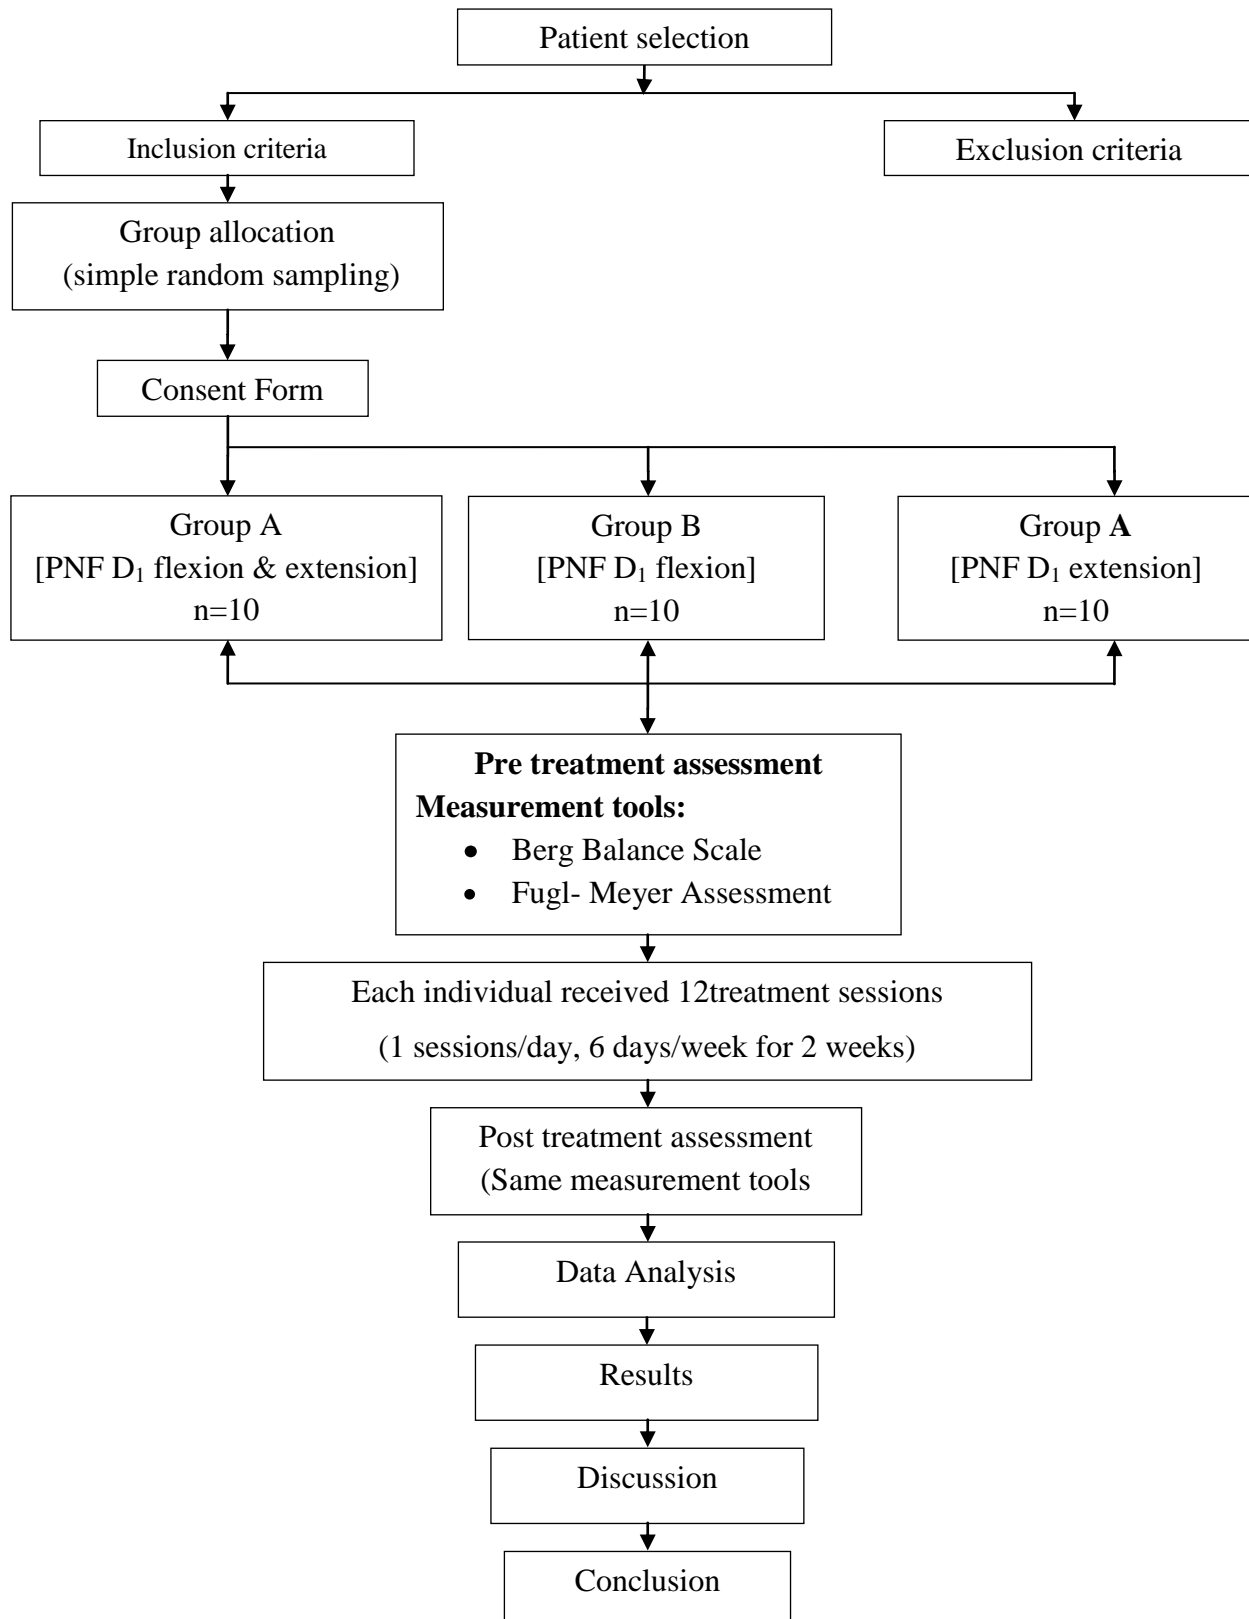 Patient selection
Inclusion criteria
Exclusion criteria
Group allocation
(simple random sampling)
Consent Form
Group A
[PNF D₁ flexion & extension]
n=10
Group B
[PNF D₁ flexion]
n=10
Group A
[PNF D₁ extension]
n=10
Pre treatment assessment
Measurement tools:
• Berg Balance Scale
• Fugl- Meyer Assessment
Each individual received 12treatment sessions
(1 sessions/day, 6 days/week for 2 weeks)
Post treatment assessment
(Same measurement tools
Data Analysis
Results
Discussion
Conclusion